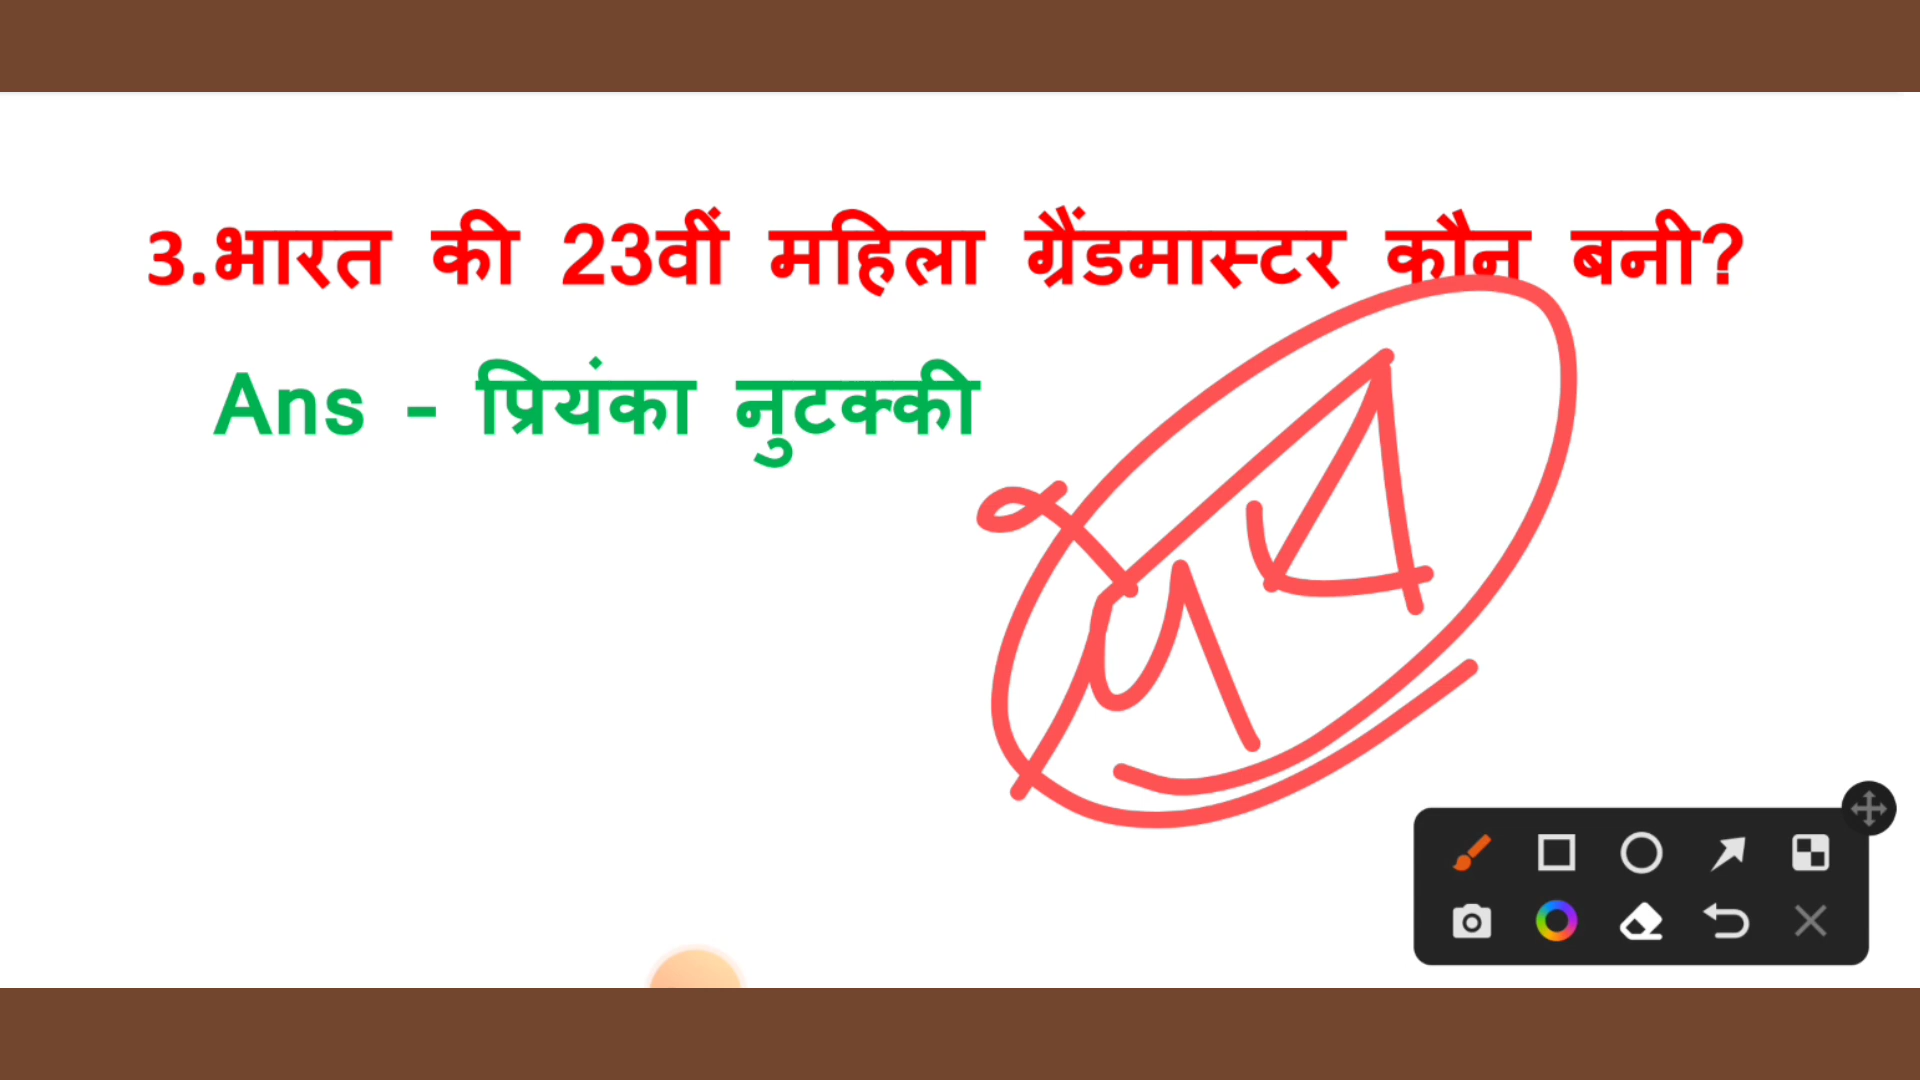 3.भारत की 23वीं महिला ग्रैंडमास्टर कौन बनी?
Ans - प्रियंका नुटक्की